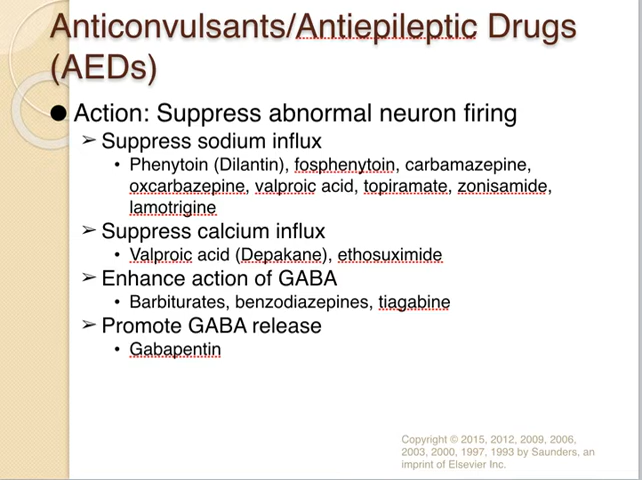 Anticonvulsants/Antiepileptic Drugs
(AEDs)
● Action: Suppress abnormal neuron firing
➢ Suppress sodium influx
• Phenytoin (Dilantin), fosphenytoin, carbamazepine,
oxcarbazepine, valproic acid, topiramate, zonisamide,
lamotrigine
➢ Suppress calcium influx
• Valproic acid (Depakane), ethosuximide
➢ Enhance action of GABA
• Barbiturates, benzodiazepines, tiagabine
➢ Promote GABA release
• Gabapentin
Copyright © 2015, 2012, 2009, 2006,
2003, 2000, 1997, 1993 by Saunders, an
imprint of Elsevier Inc.